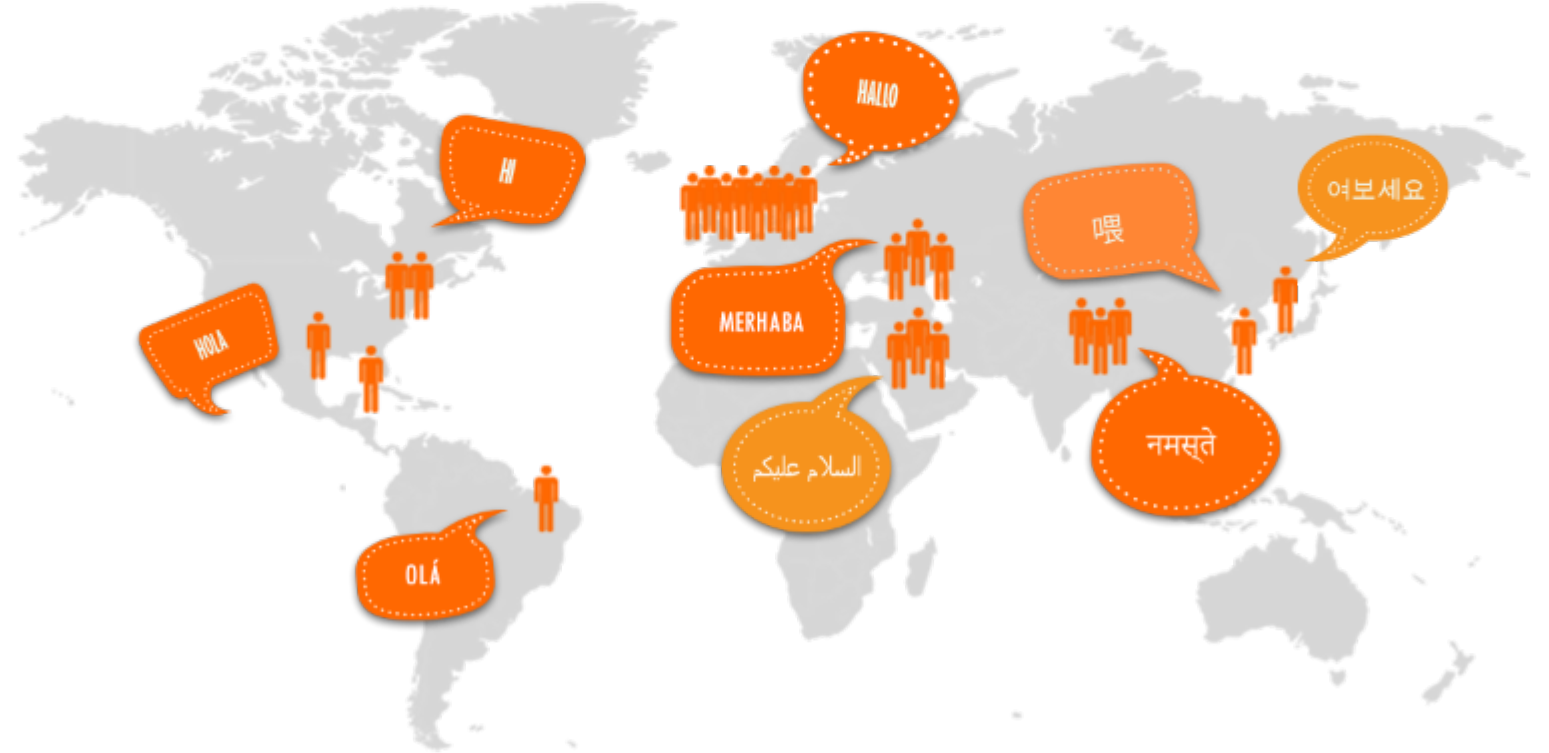 HALLO
HI
여보세요
喂
HOLA
MERHABA
नमस्ते
السلام عليكم
OLÁ